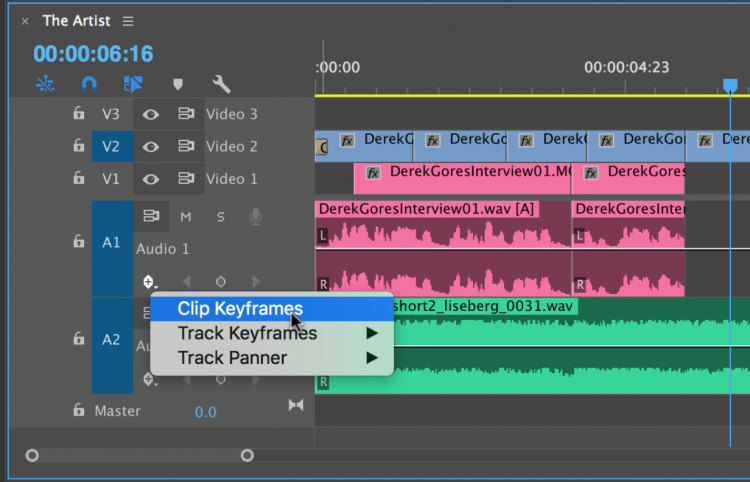 × The Artist
00:00:06:16
:00:00 00:00:04:23
V3 Video 3
V2 Video 2 fx DerekG fx DerekGo fx Derek fx DerekGo fx Dere
V1 Video 1 fx DerekGoresInterview01.M fx DerekGores
DerekGoresInterview01.wav [A] DerekGoresInter
M S
L L
A1
Audio 1
R R
Clip Keyframes
short2_liseberg_0031.wav
Track Keyframes
A2 Au
Track Panner
R
Master 0.0